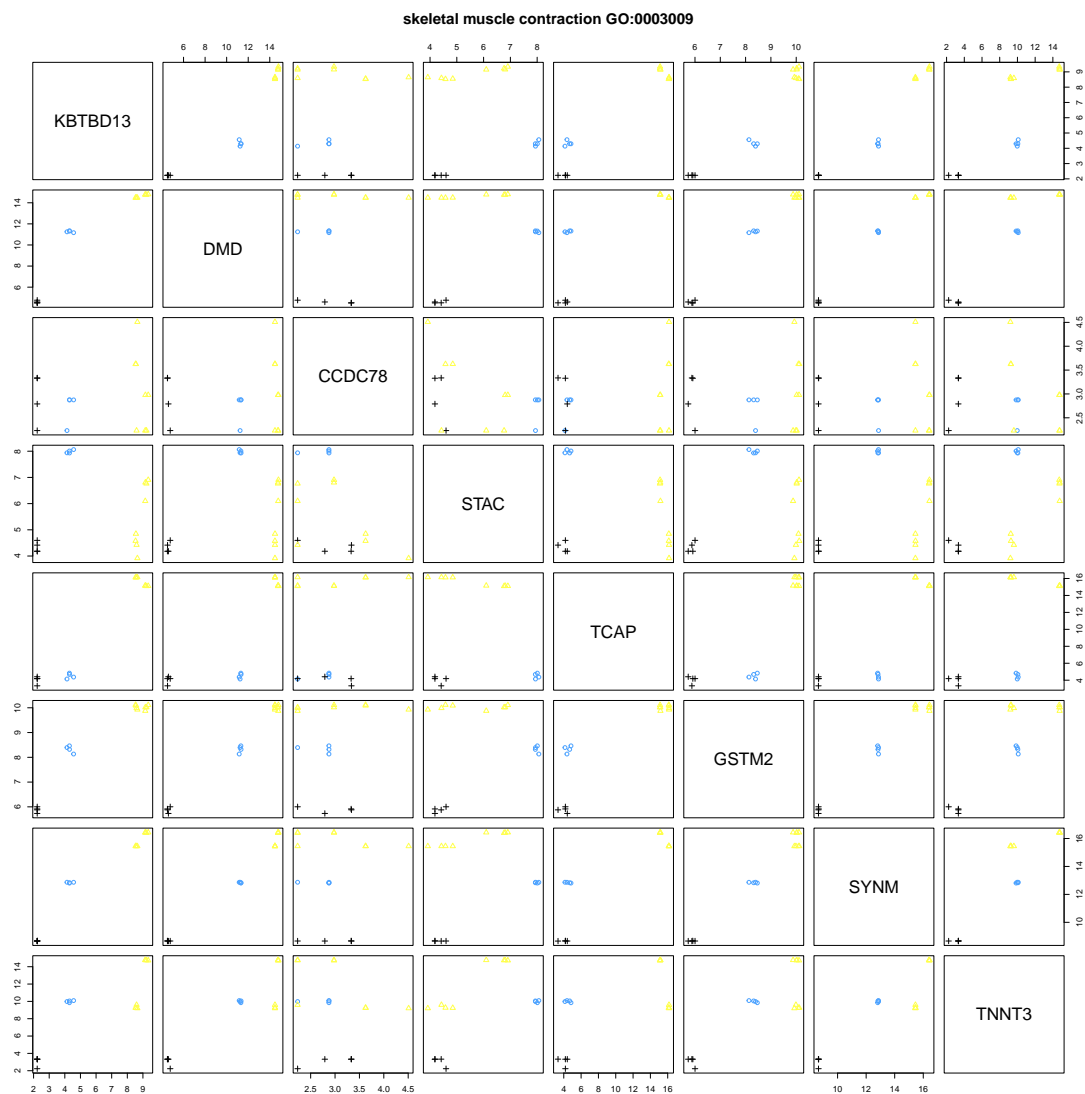 skeletal muscle contraction GO:0003009
6 8 10 12 14
4 5 6 7 8
6 7 8 9 10
2 4 6 8 10 12 14
KBTBD13
2 3 4 5 6 7 8 9
6 8 10 12 14
DMD
CCDC78
2.5 3.0 3.5 4.0 4.5
4 5 6 7 8
STAC
TCAP
4 6 8 10 12 14 16
6 7 8 9 10
GSTM2
SYNM
10 12 14 16
2 4 6 8 10 12 14
TNNT3
2 3 4 5 6 7 8 9
2.5 3.0 3.5 4.0 4.5
4 6 8 10 12 14 16
10 12 14 16